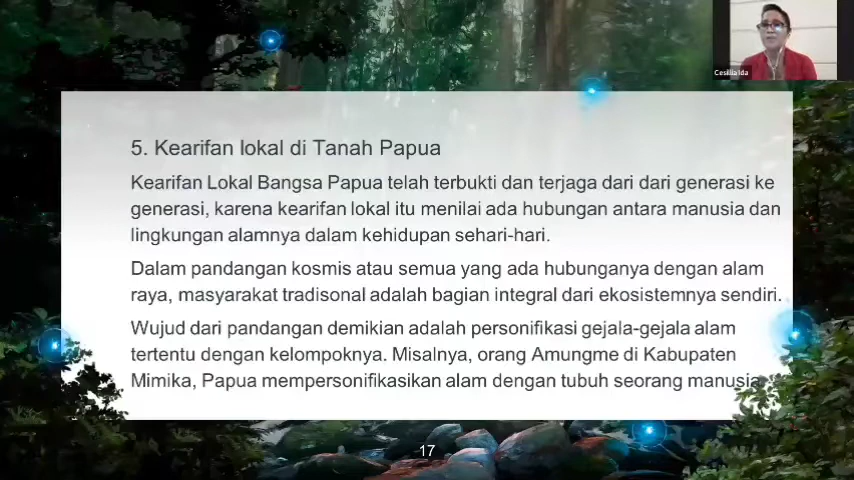 Cesilia Ida
5. Kearifan lokal di Tanah Papua
Kearifan Lokal Bangsa Papua telah terbukti dan terjaga dari dari generasi ke
generasi, karena kearifan lokal itu menilai ada hubungan antara manusia dan
lingkungan alamnya dalam kehidupan sehari-hari.
Dalam pandangan kosmis atau semua yang ada hubunganya dengan alam
raya, masyarakat tradisonal adalah bagian integral dari ekosistemnya sendiri.
Wujud dari pandangan demikian adalah personifikasi gejala-gejala alam
tertentu dengan kelompoknya. Misalnya, orang Amungme di Kabupaten
Mimika, Papua mempersonifikasikan alam dengan tubuh seorang manusia.
17